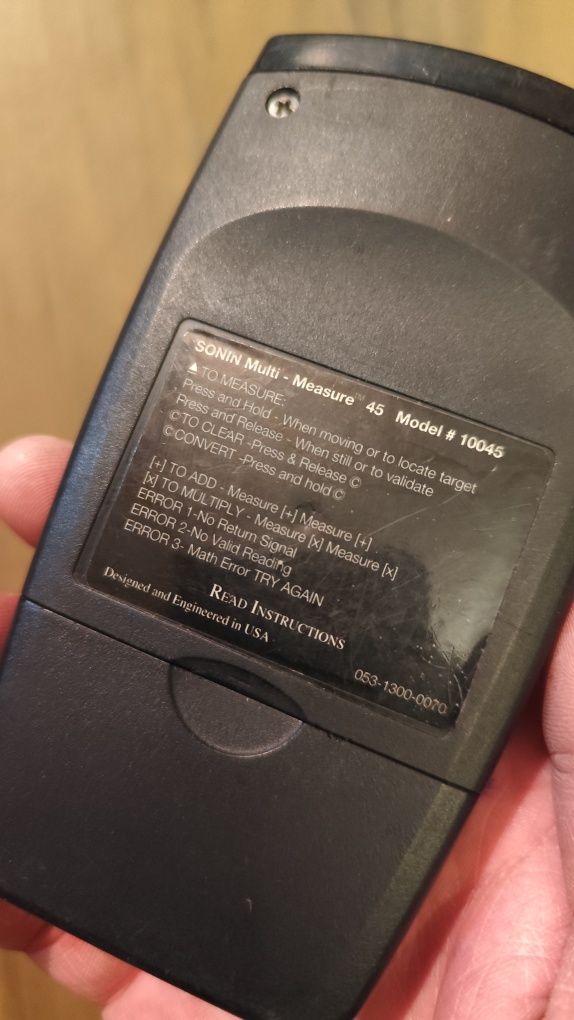 SONIN Multi - Measure™ 45 Model # 10045
▲TO MEASURE:
Press and Hold - When moving or to locate target
Press and Release - When still or to validate
©TO CLEAR -Press & Release ©
©CONVERT -Press and hold ©
[+] TO ADD - Measure [+] Measure [+]
[x] TO MULTIPLY - Measure [x] Measure [x]
ERROR 1-No Return Signal
ERROR 2-No Valid Reading
ERROR 3- Math Error TRY AGAIN
READ INSTRUCTIONS
Designed and Engineered in USA
053-1300-0070